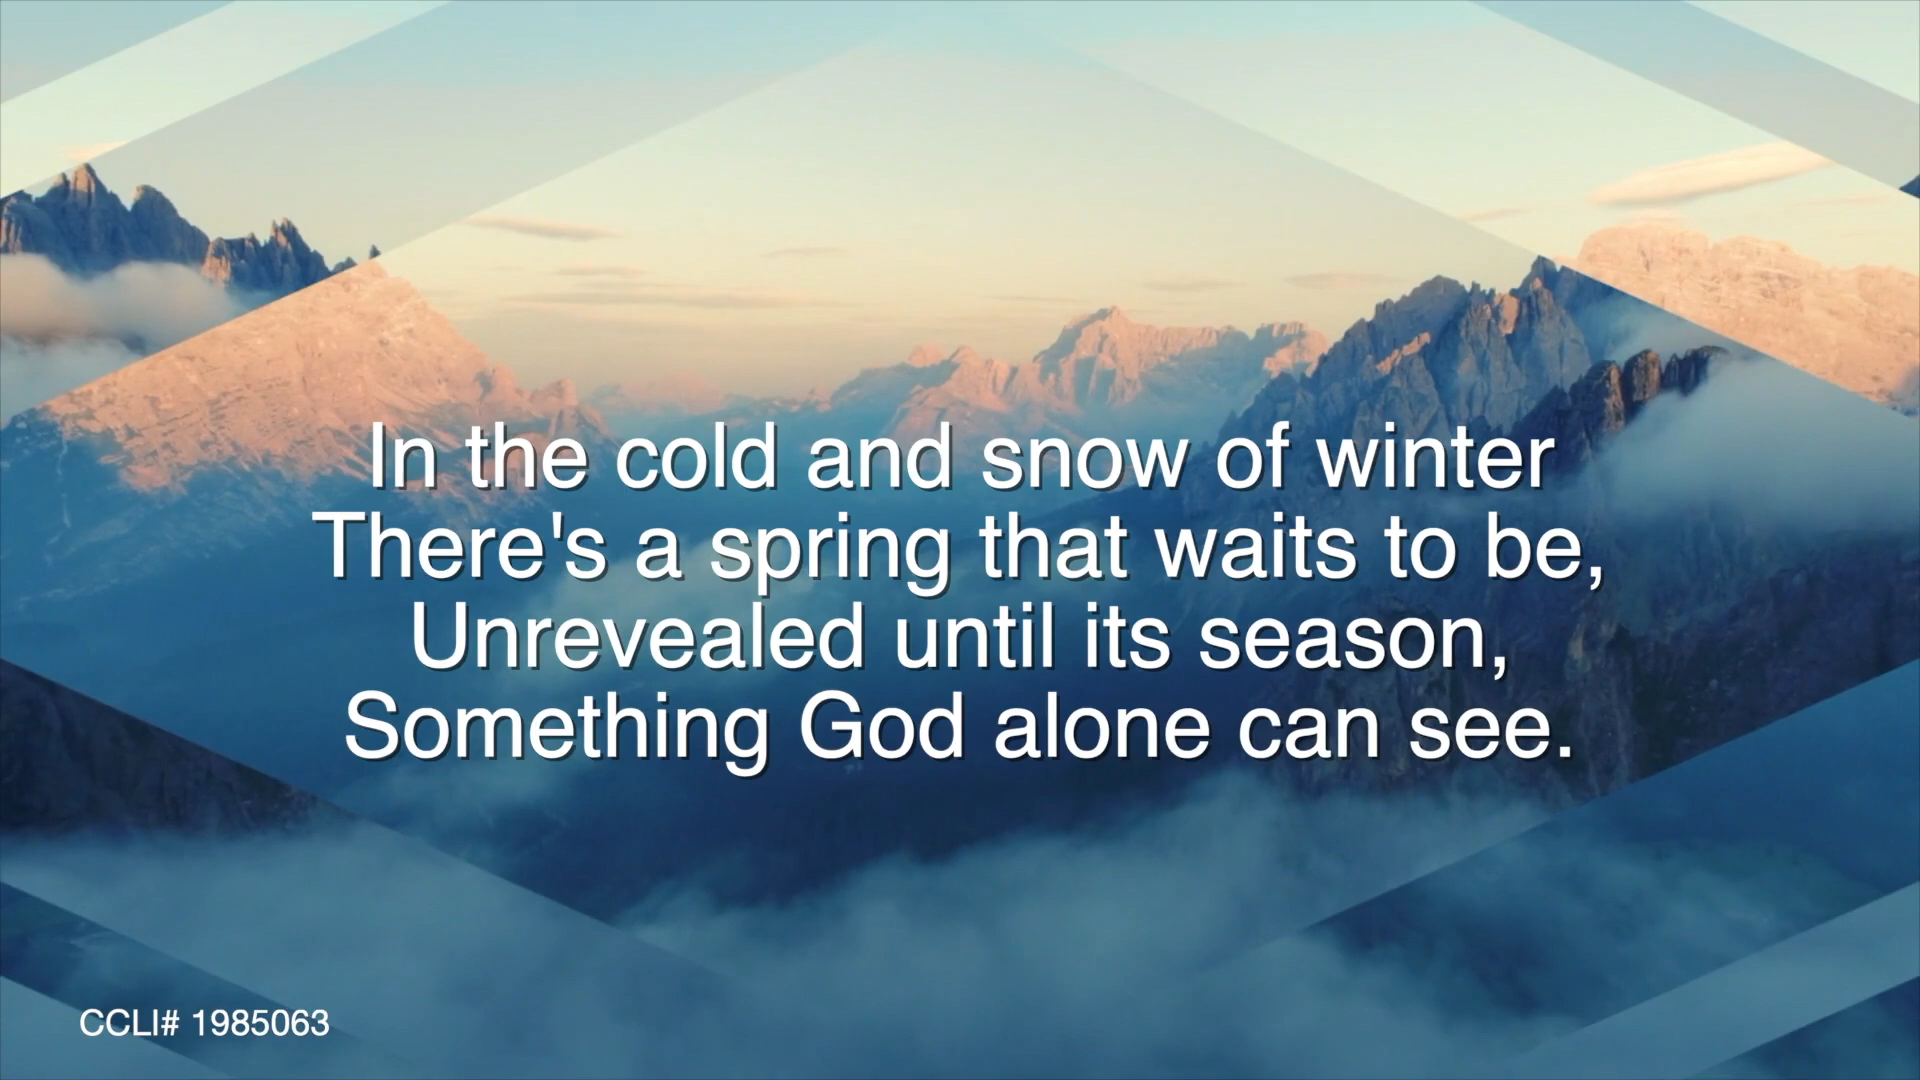 In the cold and snow of winter
There's a spring that waits to be,
Unrevealed until its season,
Something God alone can see.
CCLI# 1985063